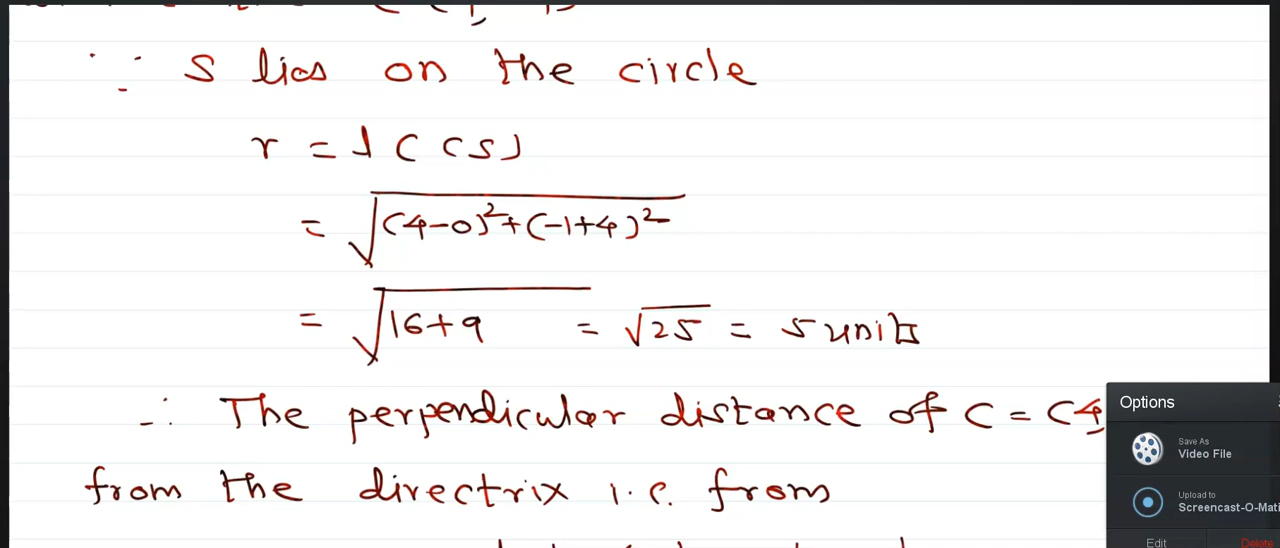 ∵ S lies on the circle
r = l(CS)
= √(4-0)²+(-1+4)²
= √16+9 = √25 = 5 units
∴ The perpendicular distance of C = (4,
from the directrix i.e. from
Options
Save As
Video File
Upload to
Screencast-O-Mati
Edit Delete